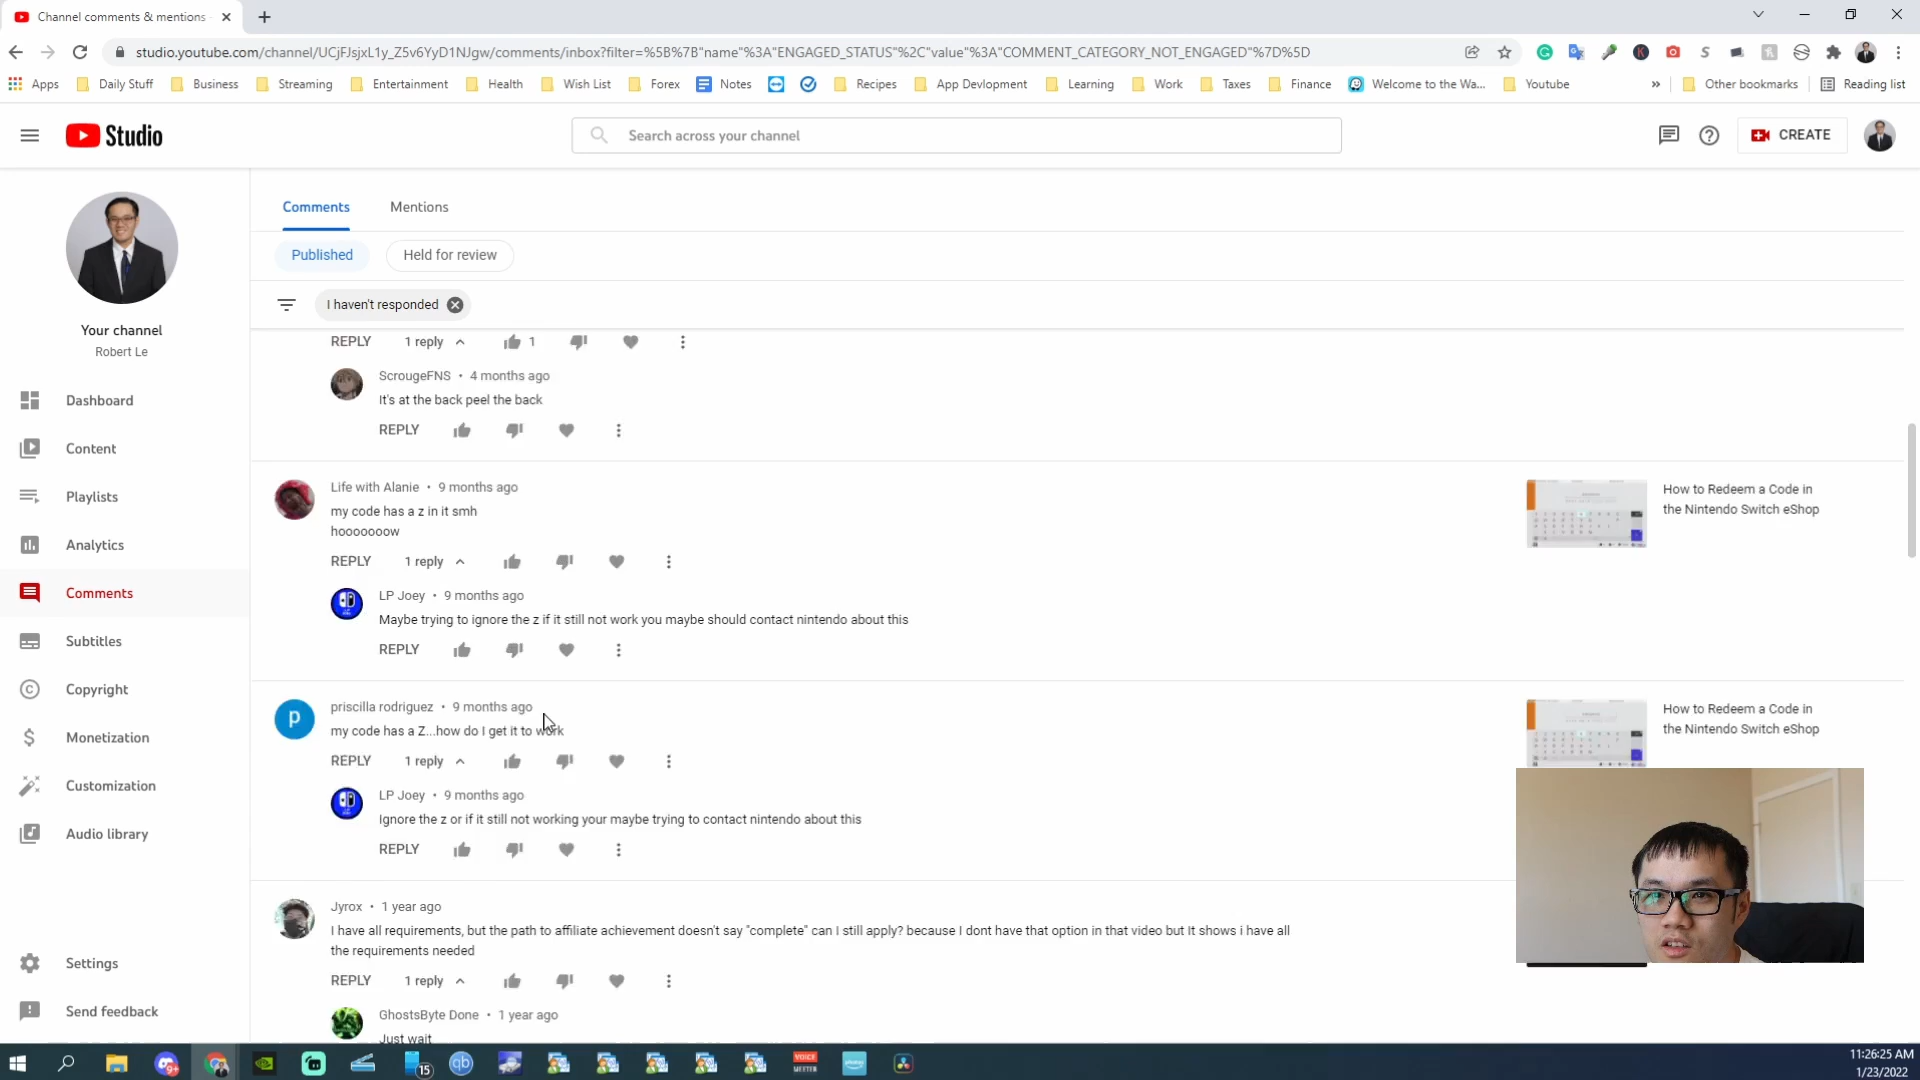 Channel comments & mentions
studio.youtube.com/channel/UCjFJsjxL1y_Z5v6YyD1NJgw/comments/inbox?filter=%5B%7B"name"%3A"ENGAGED_STATUS"%2C"value"%3A"COMMENT_CATEGORY_NOT_ENGAGED"%7D%5D
Apps Daily Stuff Business Streaming Entertainment Health Wish List Forex Notes Recipes App Devlopment Learning Work Taxes Finance Welcome to the Wa... Youtube » Other bookmarks Reading list
Studio
Search across your channel
CREATE
Your channel
Robert Le
Dashboard
Content
Playlists
Analytics
Comments
Subtitles
Copyright
Monetization
Customization
Audio library
Settings
Send feedback
Comments Mentions
Published Held for review
I haven't responded
REPLY 1 reply 1
ScrougeFNS • 4 months ago
It's at the back peel the back
REPLY
Life with Alanie • 9 months ago
my code has a z in it smh
hooooooow
REPLY 1 reply
LP Joey • 9 months ago
Maybe trying to ignore the z if it still not work you maybe should contact nintendo about this
REPLY
How to Redeem a Code in
the Nintendo Switch eShop
p
priscilla rodriguez • 9 months ago
my code has a Z...how do I get it to work
REPLY 1 reply
LP Joey • 9 months ago
Ignore the z or if it still not working your maybe trying to contact nintendo about this
REPLY
How to Redeem a Code in
the Nintendo Switch eShop
Jyrox • 1 year ago
I have all requirements, but the path to affiliate achievement doesn't say "complete" can I still apply? because I dont have that option in that video but it shows i have all
the requirements needed
REPLY 1 reply
GhostsByte Done • 1 year ago
Just wait
9+
15
qb
VOICE
11:26:25 AM
1/23/2022